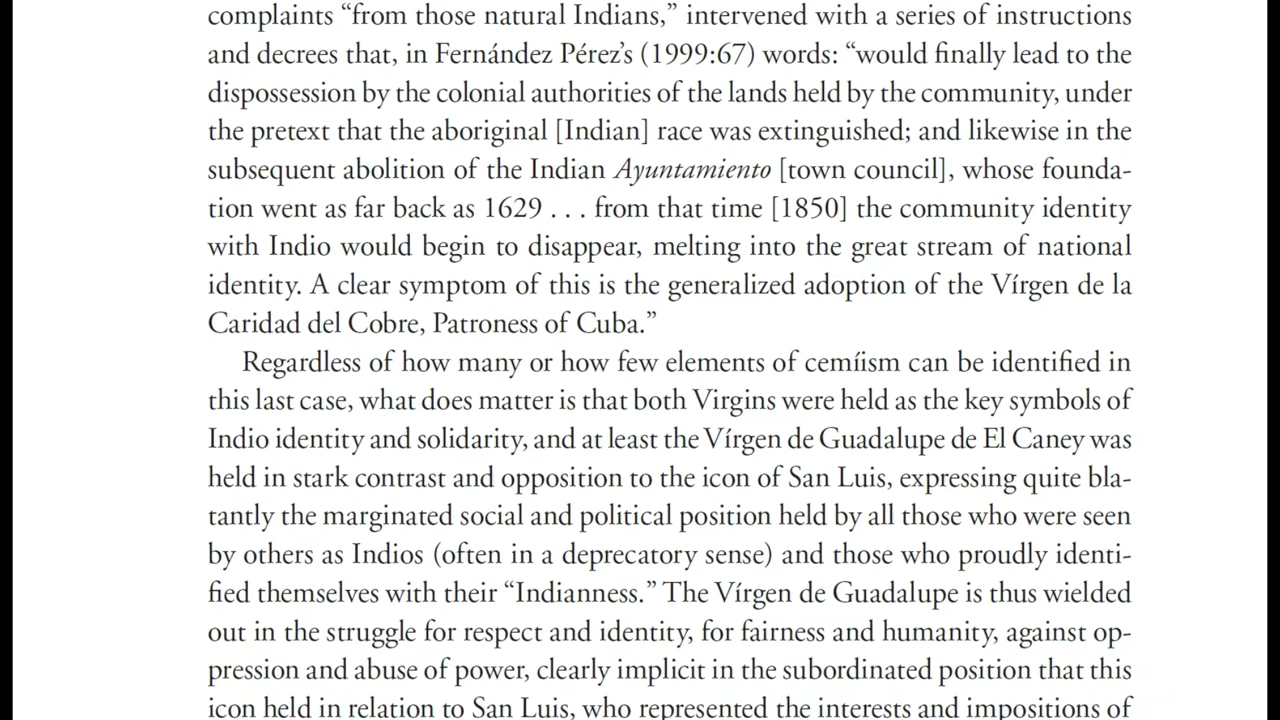 complaints “from those natural Indians,” intervened with a series of instructions
and decrees that, in Fernández Pérez’s (1999:67) words: “would finally lead to the
dispossession by the colonial authorities of the lands held by the community, under
the pretext that the aboriginal [Indian] race was extinguished; and likewise in the
subsequent abolition of the Indian Ayuntamiento [town council], whose founda-
tion went as far back as 1629 . . . from that time [1850] the community identity
with Indio would begin to disappear, melting into the great stream of national
identity. A clear symptom of this is the generalized adoption of the Vírgen de la
Caridad del Cobre, Patroness of Cuba.”
Regardless of how many or how few elements of cemíism can be identified in
this last case, what does matter is that both Virgins were held as the key symbols of
Indio identity and solidarity, and at least the Vírgen de Guadalupe de El Caney was
held in stark contrast and opposition to the icon of San Luis, expressing quite bla-
tantly the marginated social and political position held by all those who were seen
by others as Indios (often in a deprecatory sense) and those who proudly identi-
fied themselves with their “Indianness.” The Vírgen de Guadalupe is thus wielded
out in the struggle for respect and identity, for fairness and humanity, against op-
pression and abuse of power, clearly implicit in the subordinated position that this
icon held in relation to San Luis, who represented the interests and impositions of